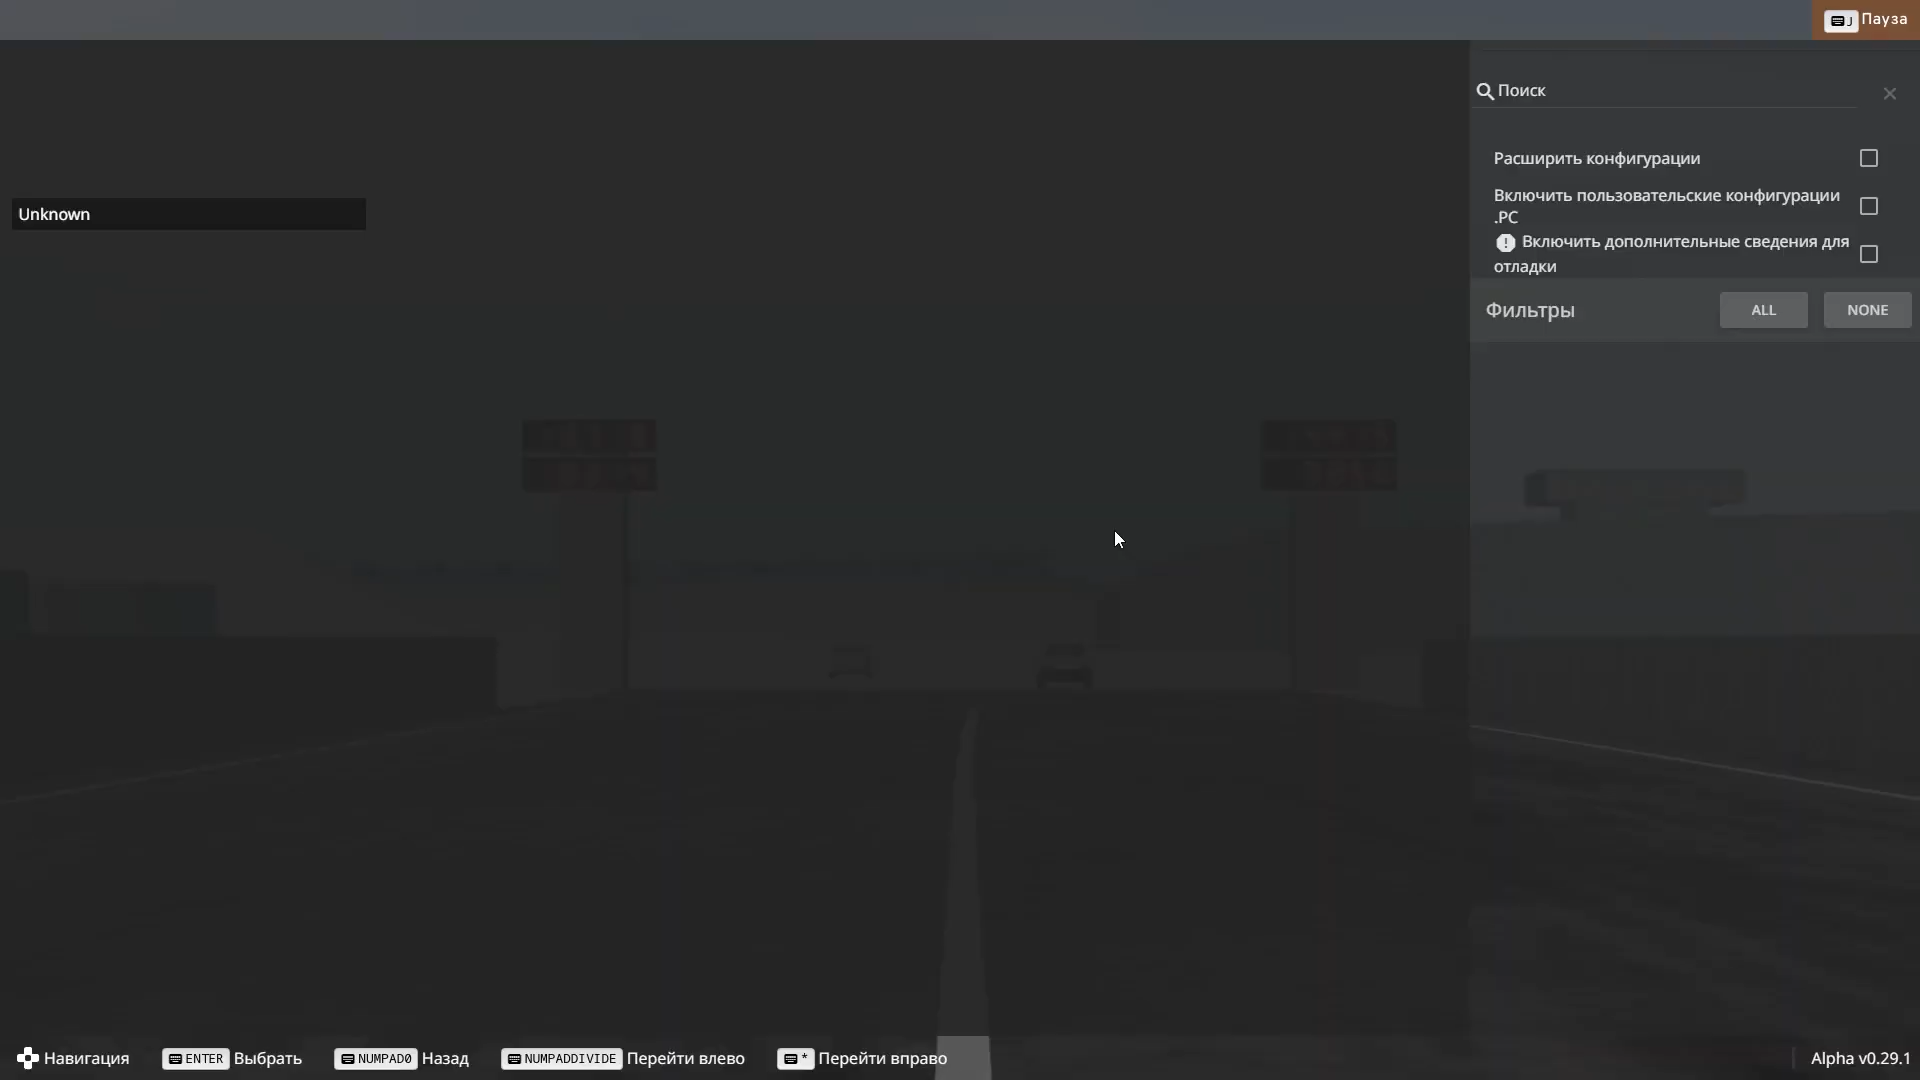 J Пауза
Поиск
Расширить конфигурации
Включить пользовательские конфигурации
.PC
Unknown
Включить дополнительные сведения для
отладки
Фильтры ALL NONE
Навигация ENTER Выбрать NUMPAD0 Назад NUMPADDIVIDE Перейти влево * Перейти вправо Alpha v0.29.1